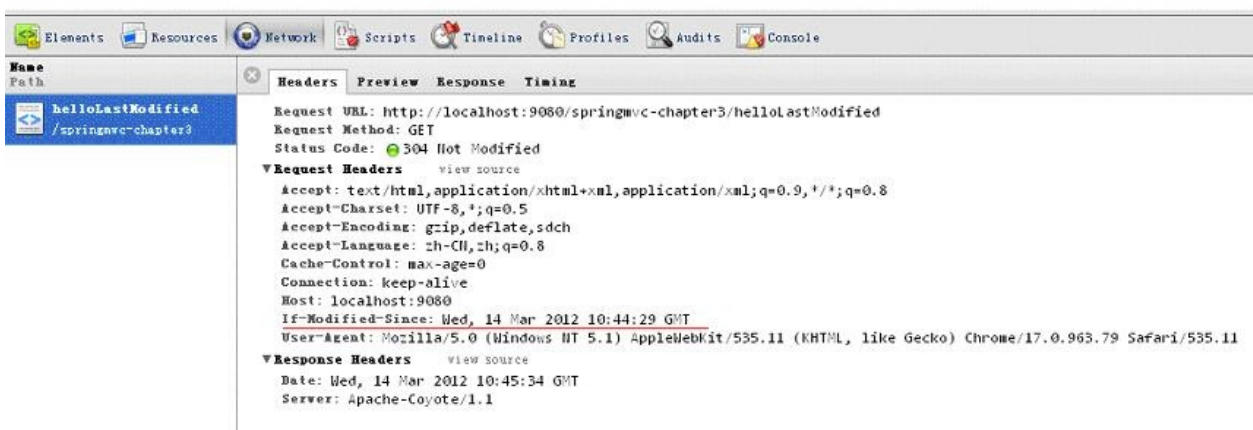 Elements Resources Network Scripts Timeline Profiles Audits Console
Name
Path
helloLastModified
/springmvc-chapter3
Headers Preview Response Timing
Request URL: http://localhost:9080/springmvc-chapter3/helloLastModified
Request Method: GET
Status Code: 304 Not Modified
▼Request Headers view source
Accept: text/html,application/xhtml+xml,application/xml;q=0.9,*/*;q=0.8
Accept-Charset: UTF-8,*;q=0.5
Accept-Encoding: gzip,deflate,sdch
Accept-Language: zh-CN,zh;q=0.8
Cache-Control: max-age=0
Connection: keep-alive
Host: localhost:9080
If-Modified-Since: Wed, 14 Mar 2012 10:44:29 GMT
User-Agent: Mozilla/5.0 (Windows NT 5.1) AppleWebKit/535.11 (KHTML, like Gecko) Chrome/17.0.963.79 Safari/535.11
▼Response Headers view source
Date: Wed, 14 Mar 2012 10:45:34 GMT
Server: Apache-Coyote/1.1